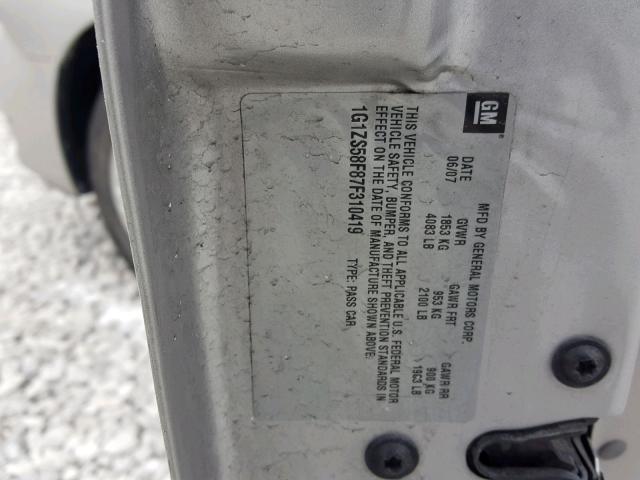 GM
MFD BY GENERAL MOTORS CORP.
DATE GVWR GAWR FRT GAWR RR
06/07 1853 KG 953 KG 900 KG
4083 LB 2100 LB 1963 LB
THIS VEHICLE CONFORMS TO ALL APPLICABLE U.S. FEDERAL MOTOR
VEHICLE SAFETY, BUMPER, AND THEFT PREVENTION STANDARDS IN
EFFECT ON THE DATE OF MANUFACTURE SHOWN ABOVE.
1G1ZS58F87F310419 TYPE: PASS CAR